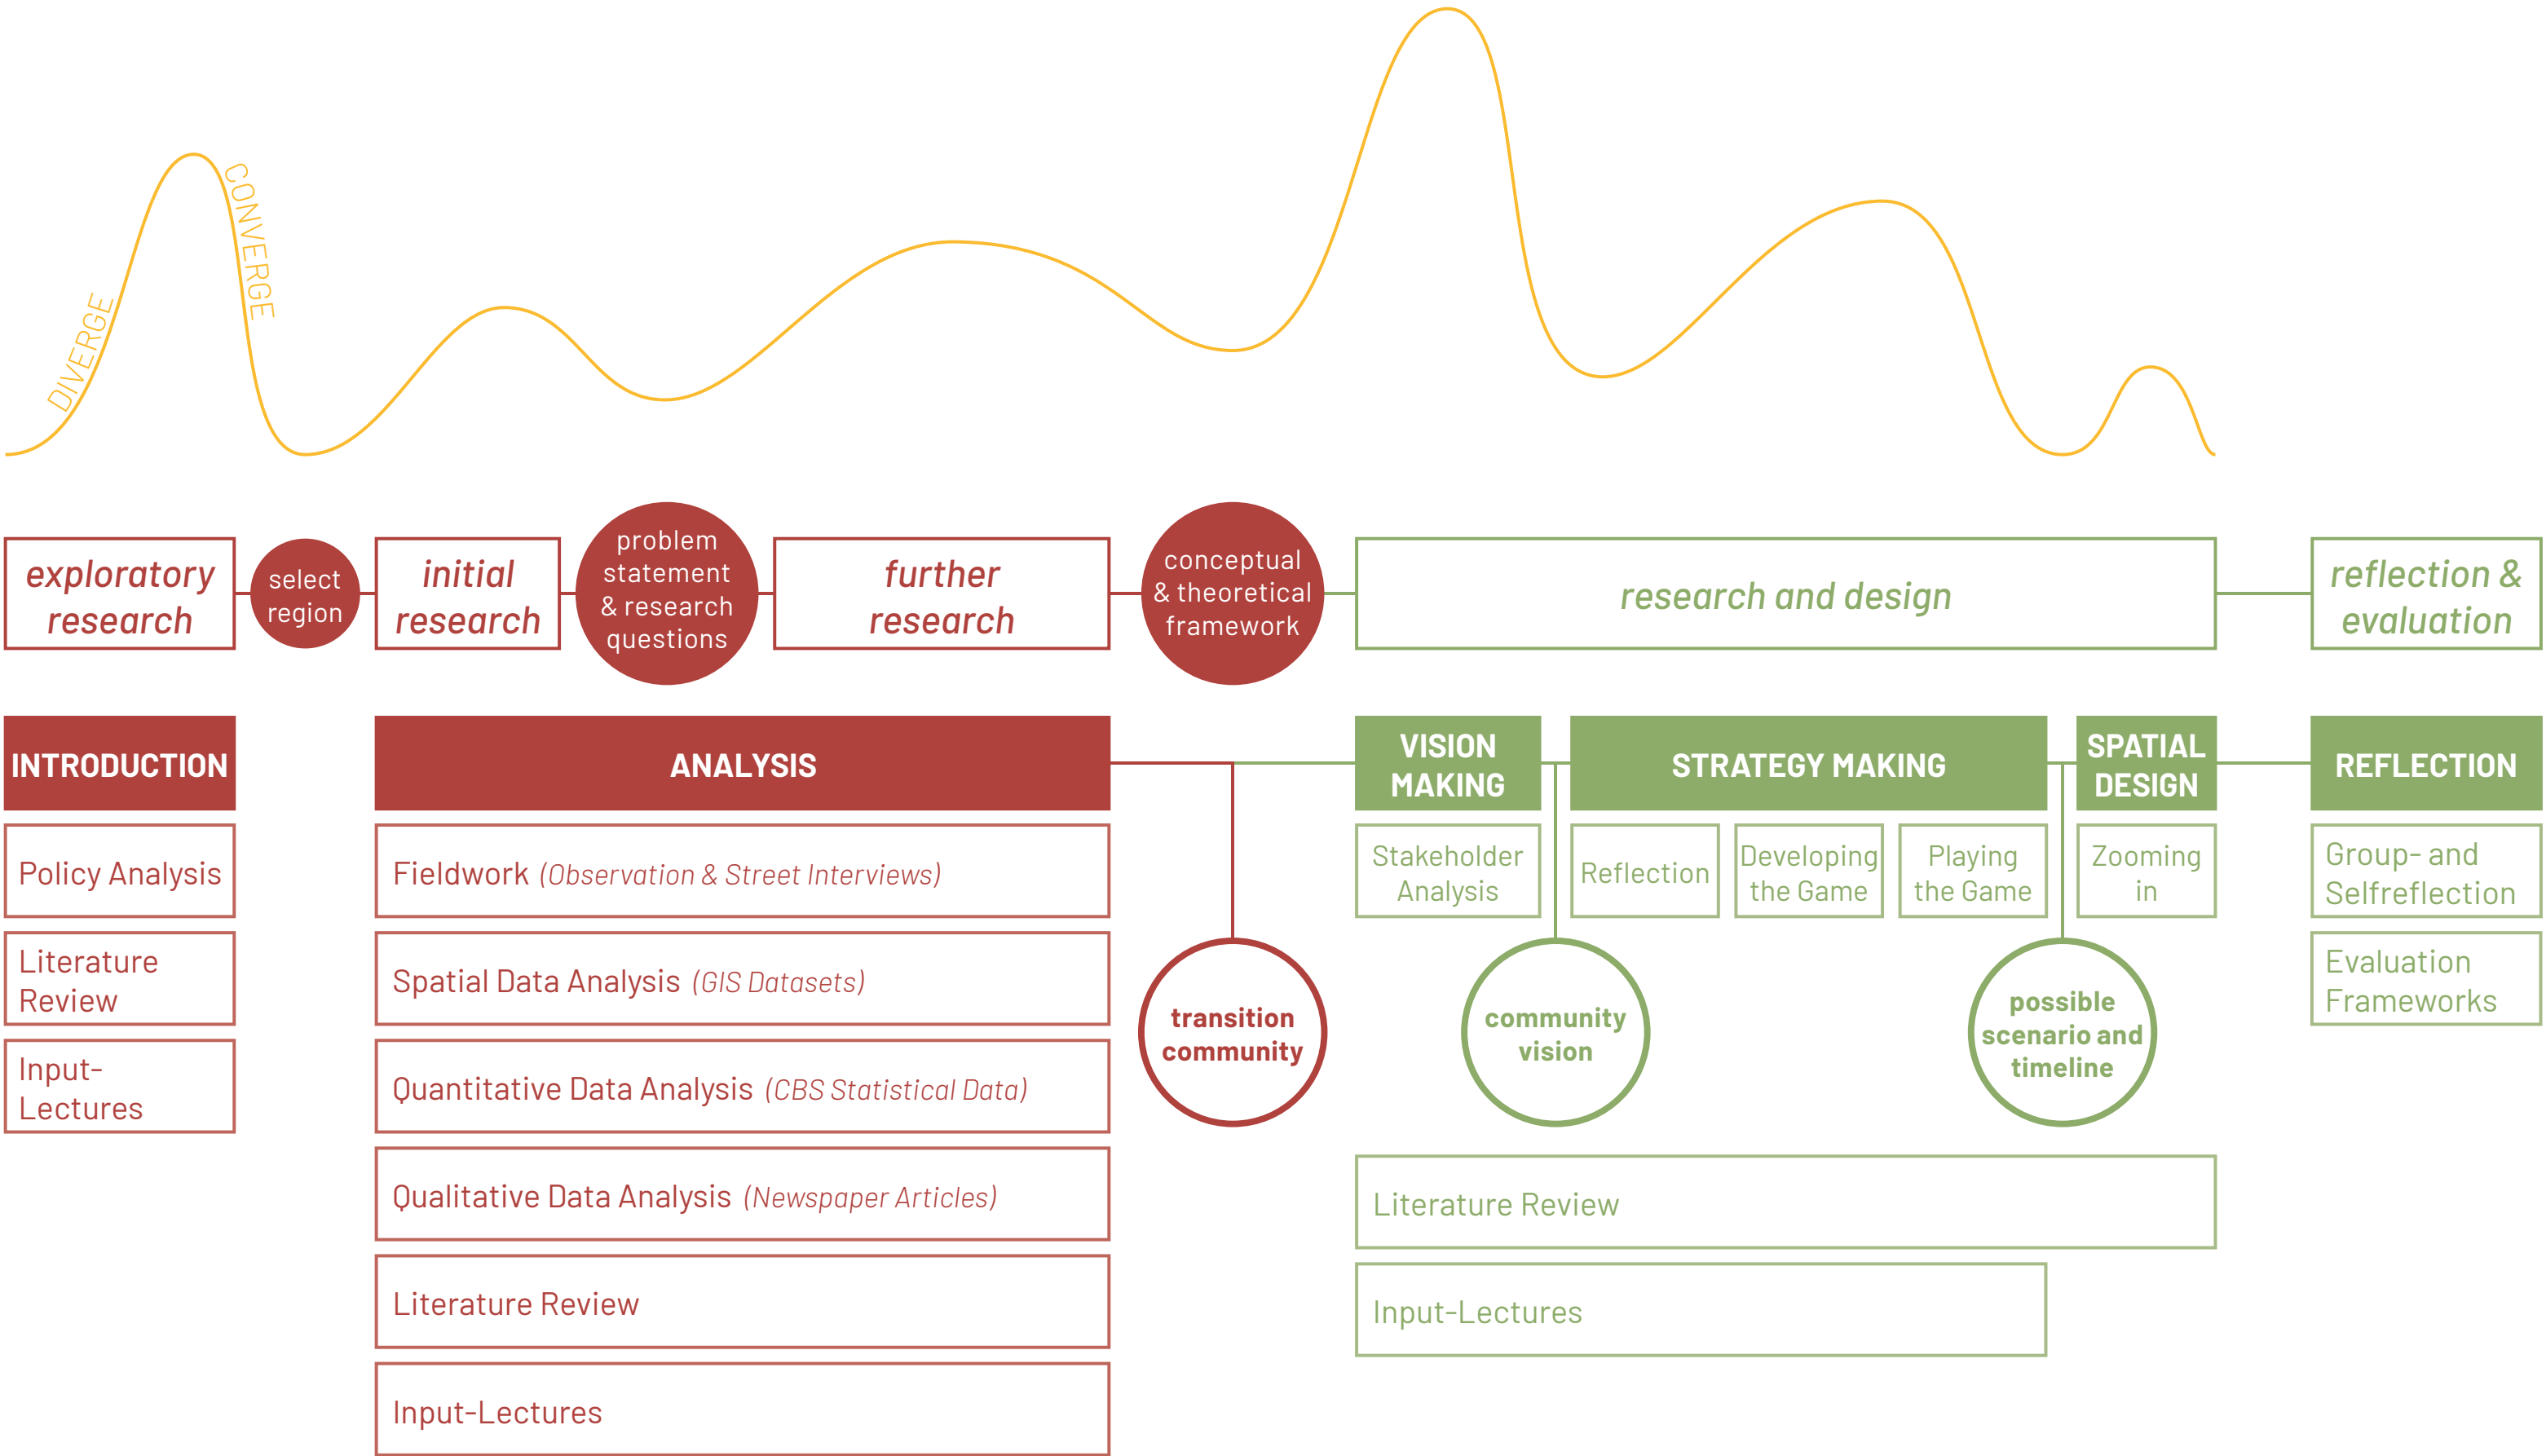 DIVERGE
CONVERGE
exploratory
research
select
region
initial
research
problem
statement
& research
questions
further
research
conceptual
& theoretical
framework
research and design
reflection &
evaluation
INTRODUCTION
ANALYSIS
VISION
MAKING
STRATEGY MAKING
SPATIAL
DESIGN
REFLECTION
Policy Analysis
Literature
Review
Input-
Lectures
Fieldwork (Observation & Street Interviews)
Spatial Data Analysis (GIS Datasets)
Quantitative Data Analysis (CBS Statistical Data)
Qualitative Data Analysis (Newspaper Articles)
Literature Review
Input-Lectures
transition
community
Stakeholder
Analysis
Reflection
Developing
the Game
Playing
the Game
Zooming
in
community
vision
possible
scenario and
timeline
Literature Review
Input-Lectures
Group- and
Selfreflection
Evaluation
Frameworks